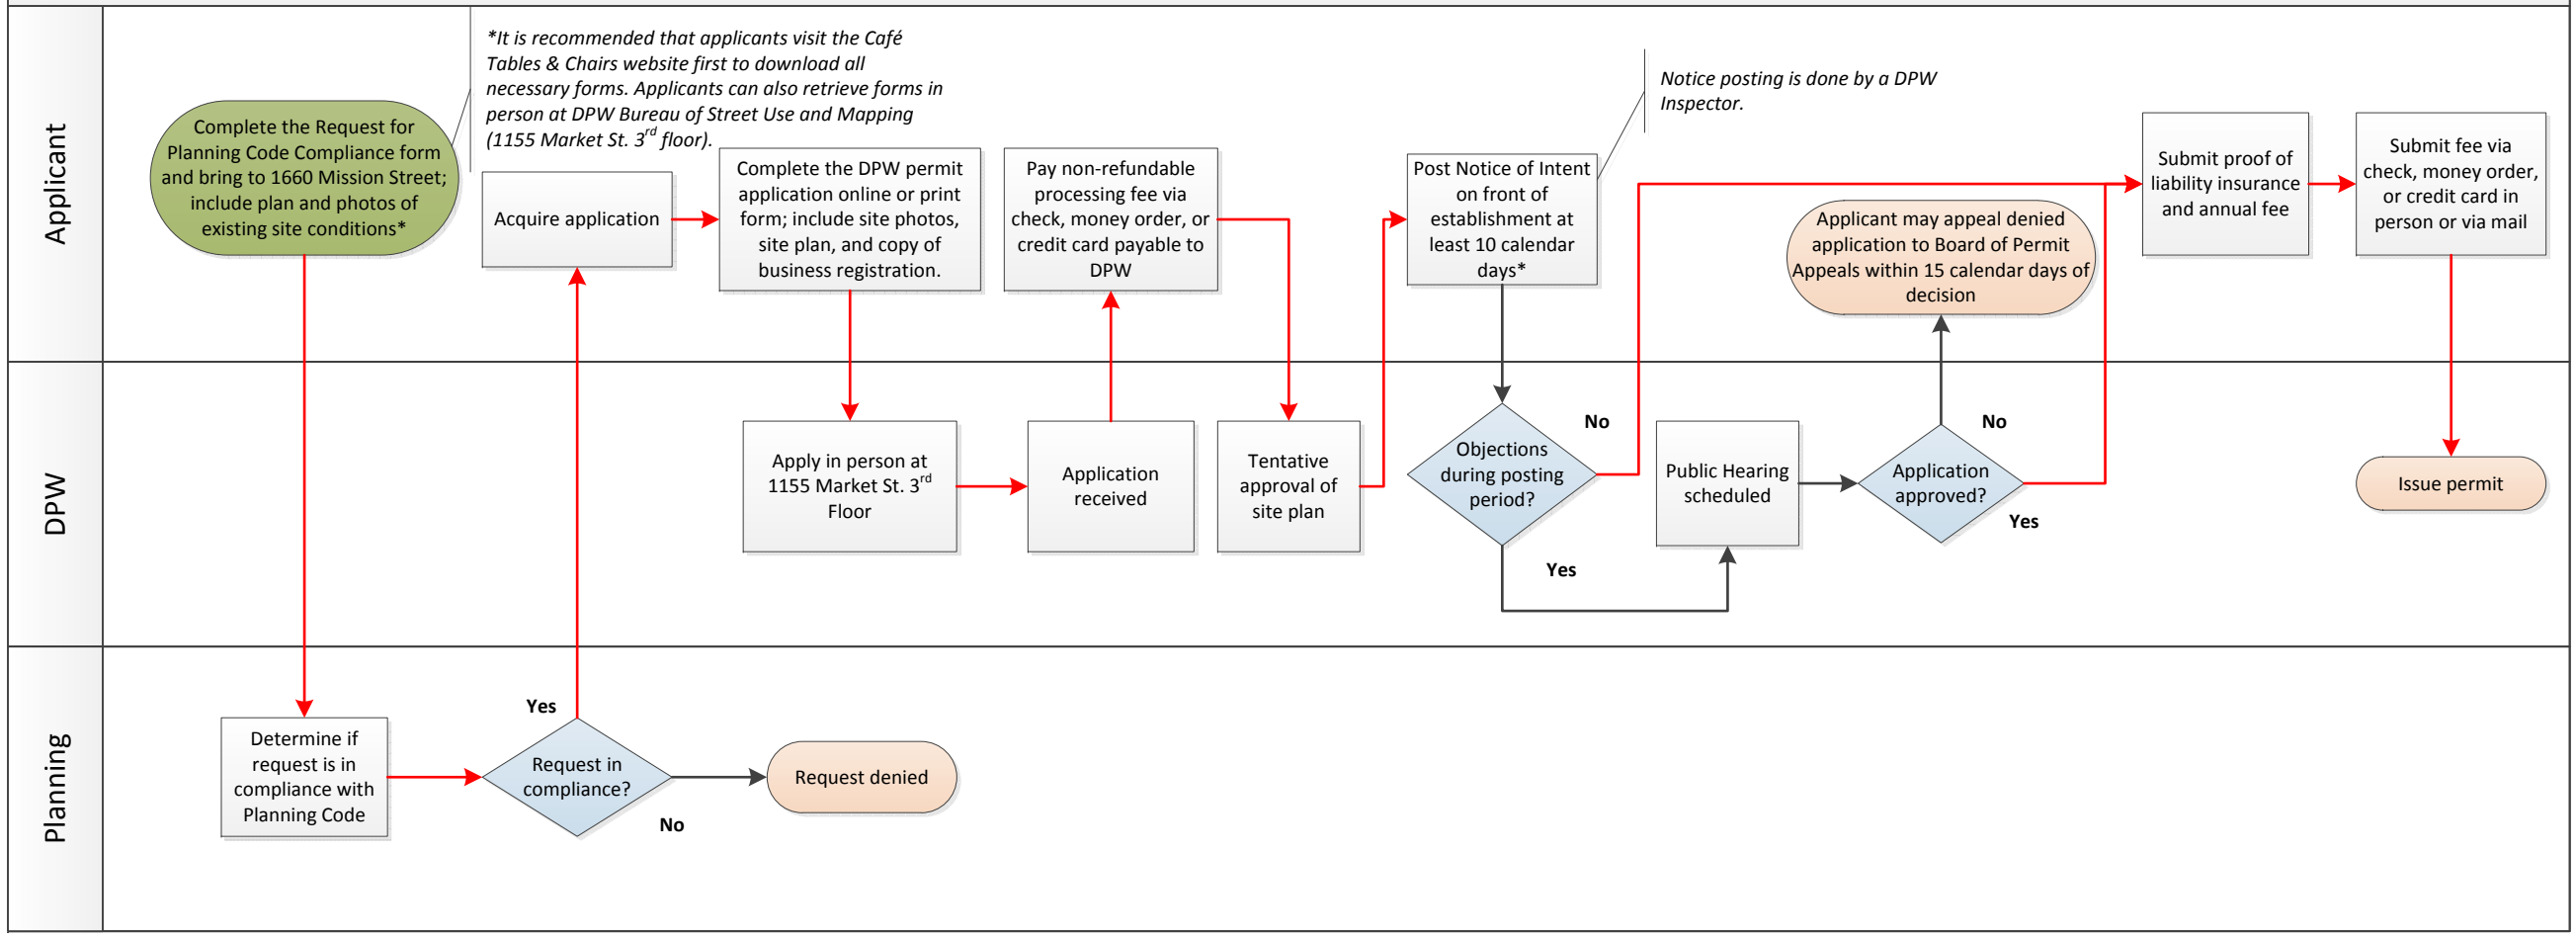 Applicant
Complete the Request for
Planning Code Compliance form
and bring to 1660 Mission Street;
include plan and photos of
existing site conditions*
*It is recommended that applicants visit the Café
Tables & Chairs website first to download all
necessary forms. Applicants can also retrieve forms in
person at DPW Bureau of Street Use and Mapping
(1155 Market St. 3rd floor).
Acquire application
Complete the DPW permit
application online or print
form; include site photos,
site plan, and copy of
business registration.
Pay non-refundable
processing fee via
check, money order, or
credit card payable to
DPW
Post Notice of Intent
on front of
establishment at
least 10 calendar
days*
Notice posting is done by a DPW
Inspector.
Applicant may appeal denied
application to Board of Permit
Appeals within 15 calendar days of
decision
Submit proof of
liability insurance
and annual fee
Submit fee via
check, money order,
or credit card in
person or via mail
DPW
Apply in person at
1155 Market St. 3rd
Floor
Application
received
Tentative
approval of
site plan
Objections
during posting
period?
No
Yes
Public Hearing
scheduled
Application
approved?
No
Yes
Issue permit
Planning
Determine if
request is in
compliance with
Planning Code
Yes
Request in
compliance?
No
Request denied